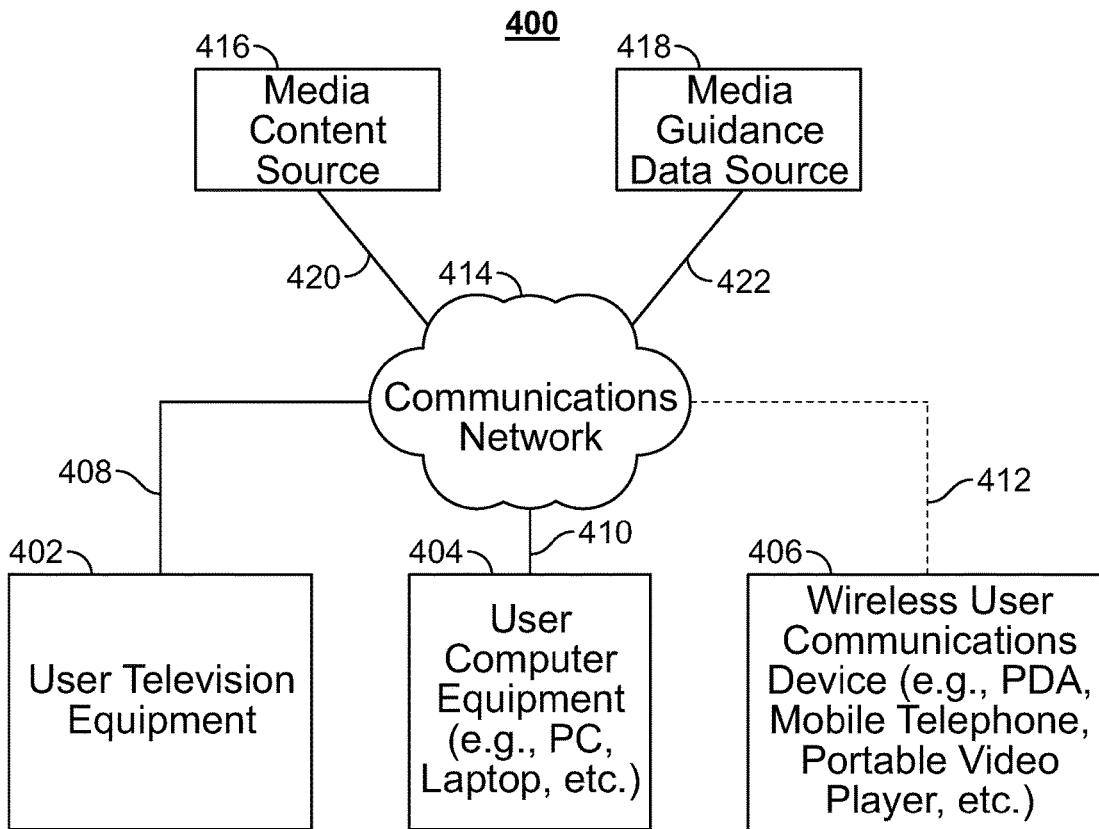 400
416
418
Media
Content
Source
Media
Guidance
Data Source
420
414
422
Communications
Network
408
412
402
404
410
406
User Television
Equipment
User
Computer
Equipment
(e.g., PC,
Laptop, etc.)
Wireless User
Communications
Device (e.g., PDA,
Mobile Telephone,
Portable Video
Player, etc.)